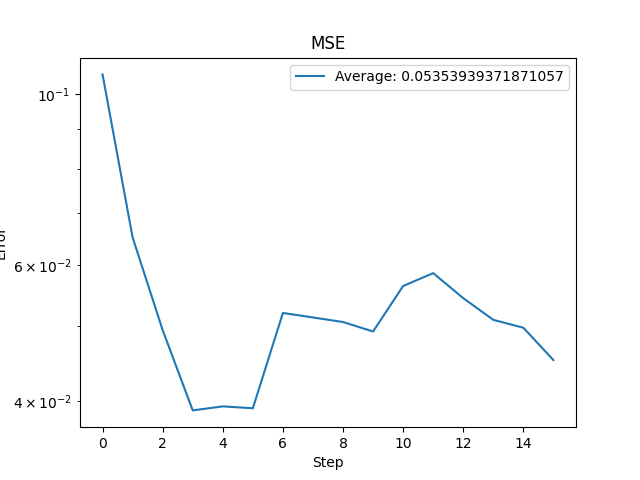 MSE
Average: 0.05353939371871057
10⁻¹
6 × 10⁻²
4 × 10⁻²
Error
0 2 4 6 8 10 12 14
Step